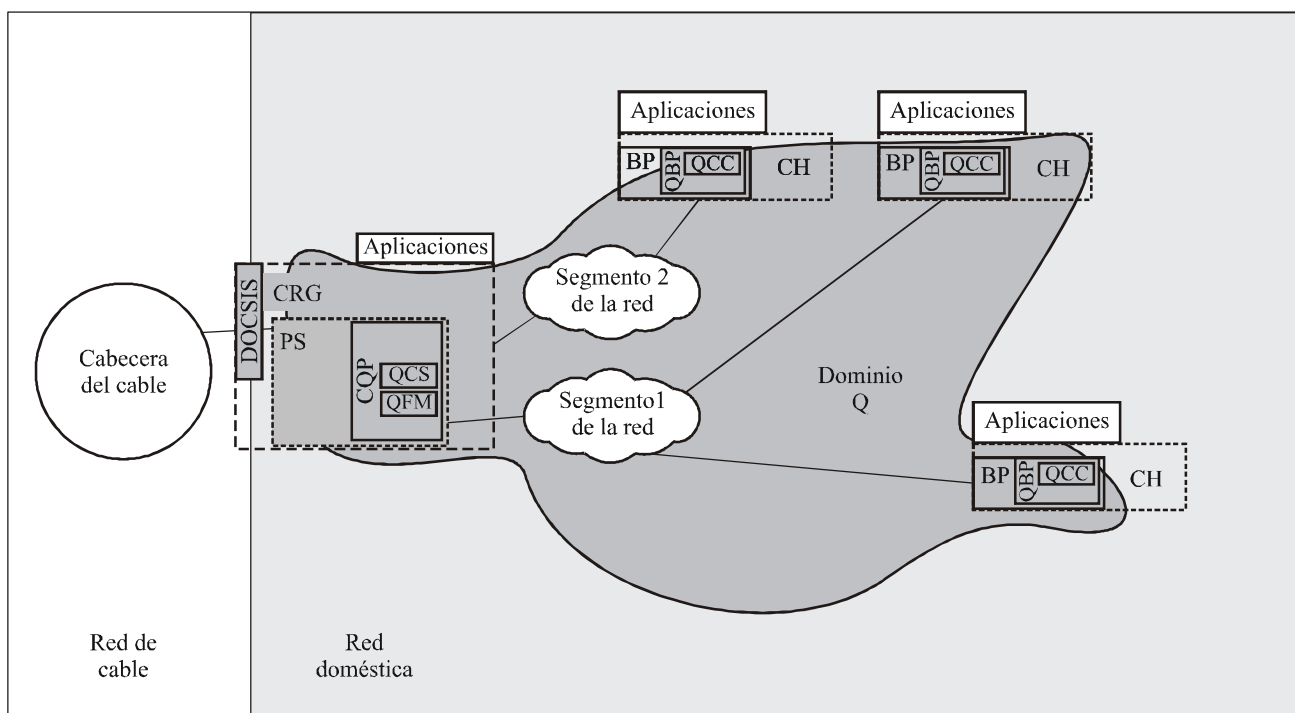 Aplicaciones
BP
QBP
QCC
CH
Aplicaciones
BP
QBP
QCC
CH
Aplicaciones
DOCSIS
CRG
PS
CQP
QCS
QFM
Cabecera
del cable
Segmento 2
de la red
Segmento1
de la red
Dominio
Q
Aplicaciones
BP
QBP
QCC
CH
Red de
cable
Red
doméstica